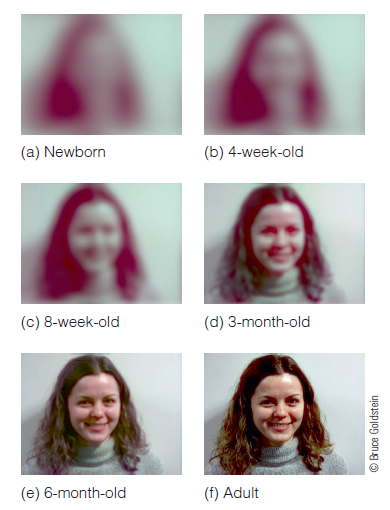 (a) Newborn
(b) 4-week-old
(c) 8-week-old
(d) 3-month-old
(e) 6-month-old
(f) Adult
© Bruce Goldstein